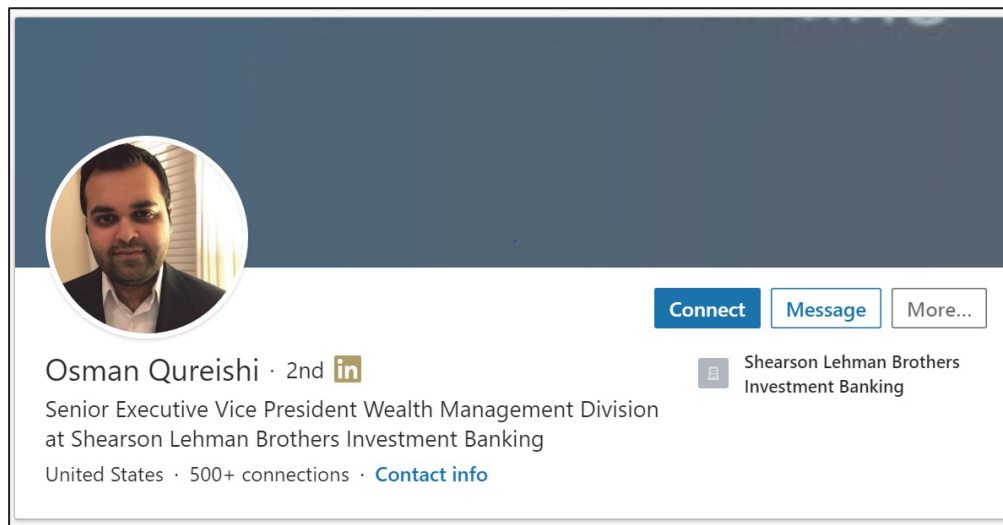 Connect
Message
More...
Osman Qureishi · 2nd in
Senior Executive Vice President Wealth Management Division
at Shearson Lehman Brothers Investment Banking
United States · 500+ connections · Contact info
Shearson Lehman Brothers
Investment Banking